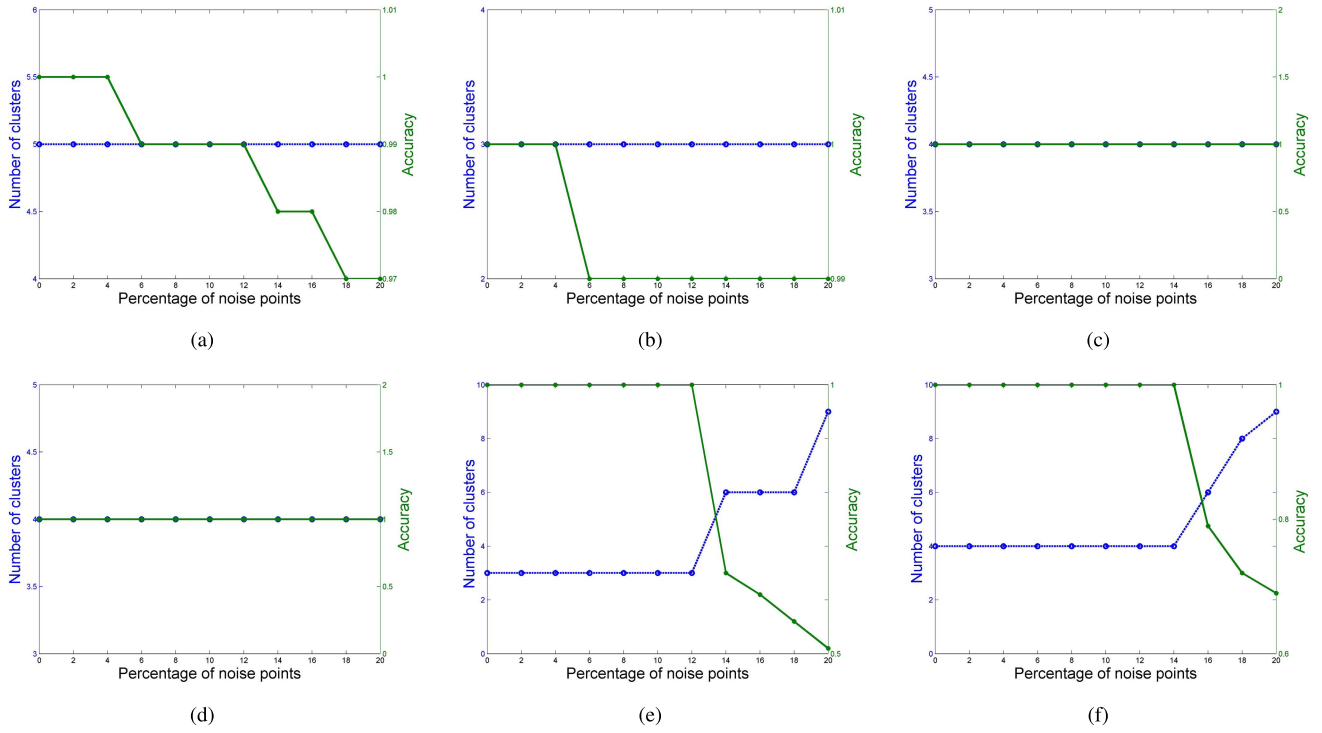 Number of clusters
6
5.5
5
4.5
4
1.01
1
0.99
0.98
0.97
Accuracy
0 2 4 6 8 10 12 14 16 18 20
Percentage of noise points
(a)
Number of clusters
4
3
2
1.01
1
0.99
Accuracy
0 2 4 6 8 10 12 14 16 18 20
Percentage of noise points
(b)
Number of clusters
5
4.5
4
3.5
3
2
1.5
1
0.5
0
Accuracy
0 2 4 6 8 10 12 14 16 18 20
Percentage of noise points
(c)
Number of clusters
5
4.5
4
3.5
3
2
1.5
1
0.5
0
Accuracy
0 2 4 6 8 10 12 14 16 18 20
Percentage of noise points
(d)
Number of clusters
10
8
6
4
2
0
1
0.5
Accuracy
0 2 4 6 8 10 12 14 16 18 20
Percentage of noise points
(e)
Number of clusters
10
8
6
4
2
0
1
0.8
0.6
Accuracy
0 2 4 6 8 10 12 14 16 18 20
Percentage of noise points
(f)